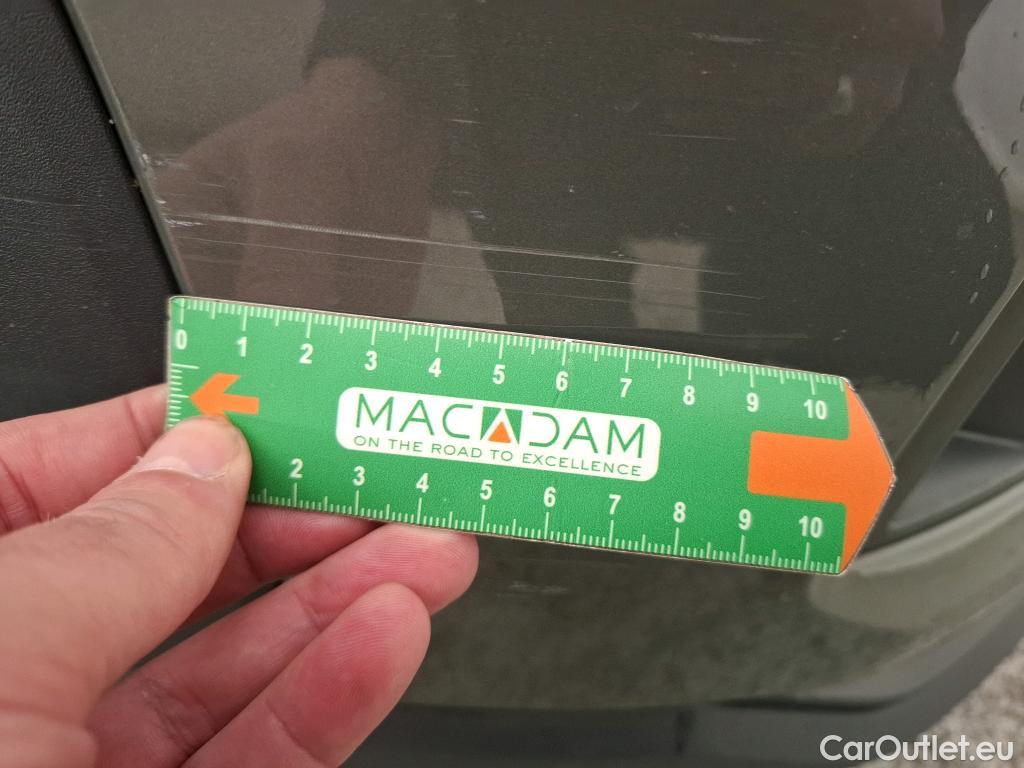 0 1 2 3 4 5 6 7 8 9 10
MACADAM
ON THE ROAD TO EXCELLENCE
2 3 4 5 6 7 8 9 10
CarOutlet.eu